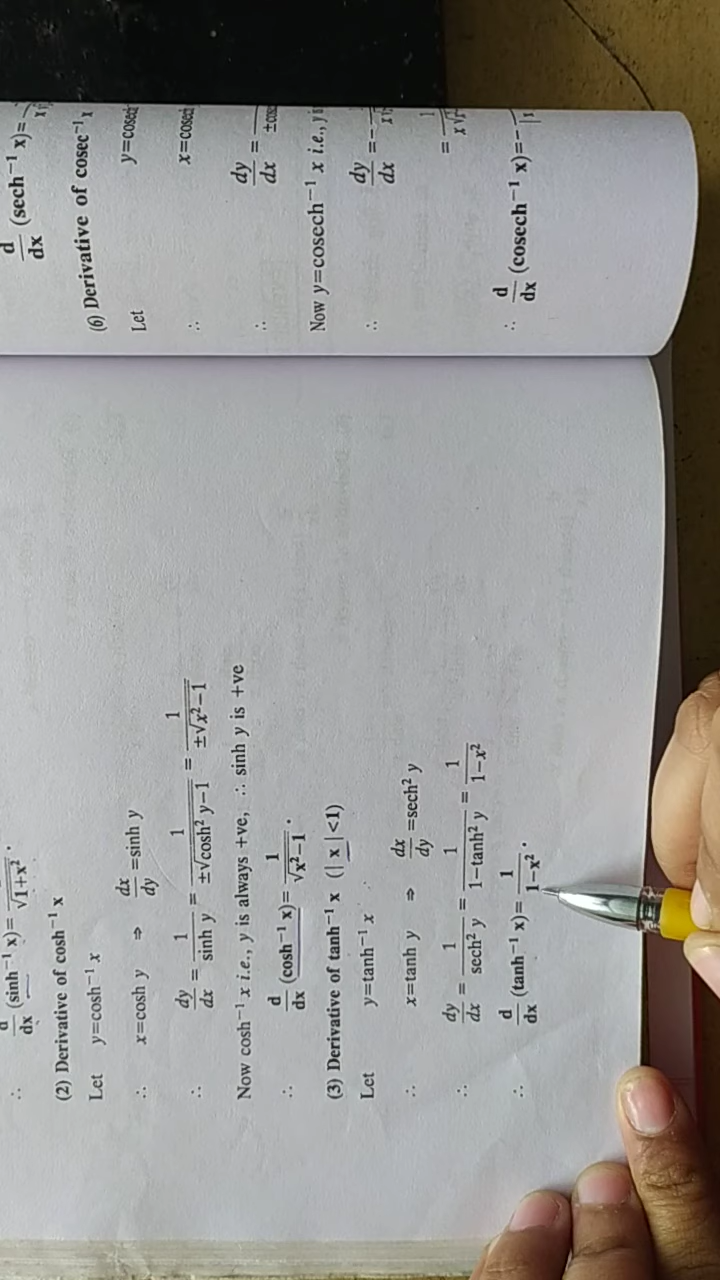 ∴ d/dx (sinh⁻¹ x)= 1/√1+x² .
(2) Derivative of cosh⁻¹ x
Let y=cosh⁻¹ x
∴ x=cosh y ⇒ dx/dy =sinh y
∴ dy/dx = 1/sinh y = 1/±√cosh² y−1 = 1/±√x²−1
Now cosh⁻¹ x i.e., y is always +ve, ∴ sinh y is +ve
∴ d/dx (cosh⁻¹ x)= 1/√x²−1 .
(3) Derivative of tanh⁻¹ x (| x | <1)
Let y=tanh⁻¹ x
∴ x=tanh y ⇒ dx/dy =sech² y
∴ dy/dx = 1/sech² y = 1/1−tanh² y = 1/1−x²
∴ d/dx (tanh⁻¹ x)= 1/1−x² .
d/dx (sech⁻¹ x)=
(6) Derivative of cosec⁻¹ x
Let y=cosech
∴ x=cosech
∴ dy/dx =
Now y=cosech⁻¹ x i.e., y
∴ dy/dx =−
=
∴ d/dx (cosech⁻¹ x)=−